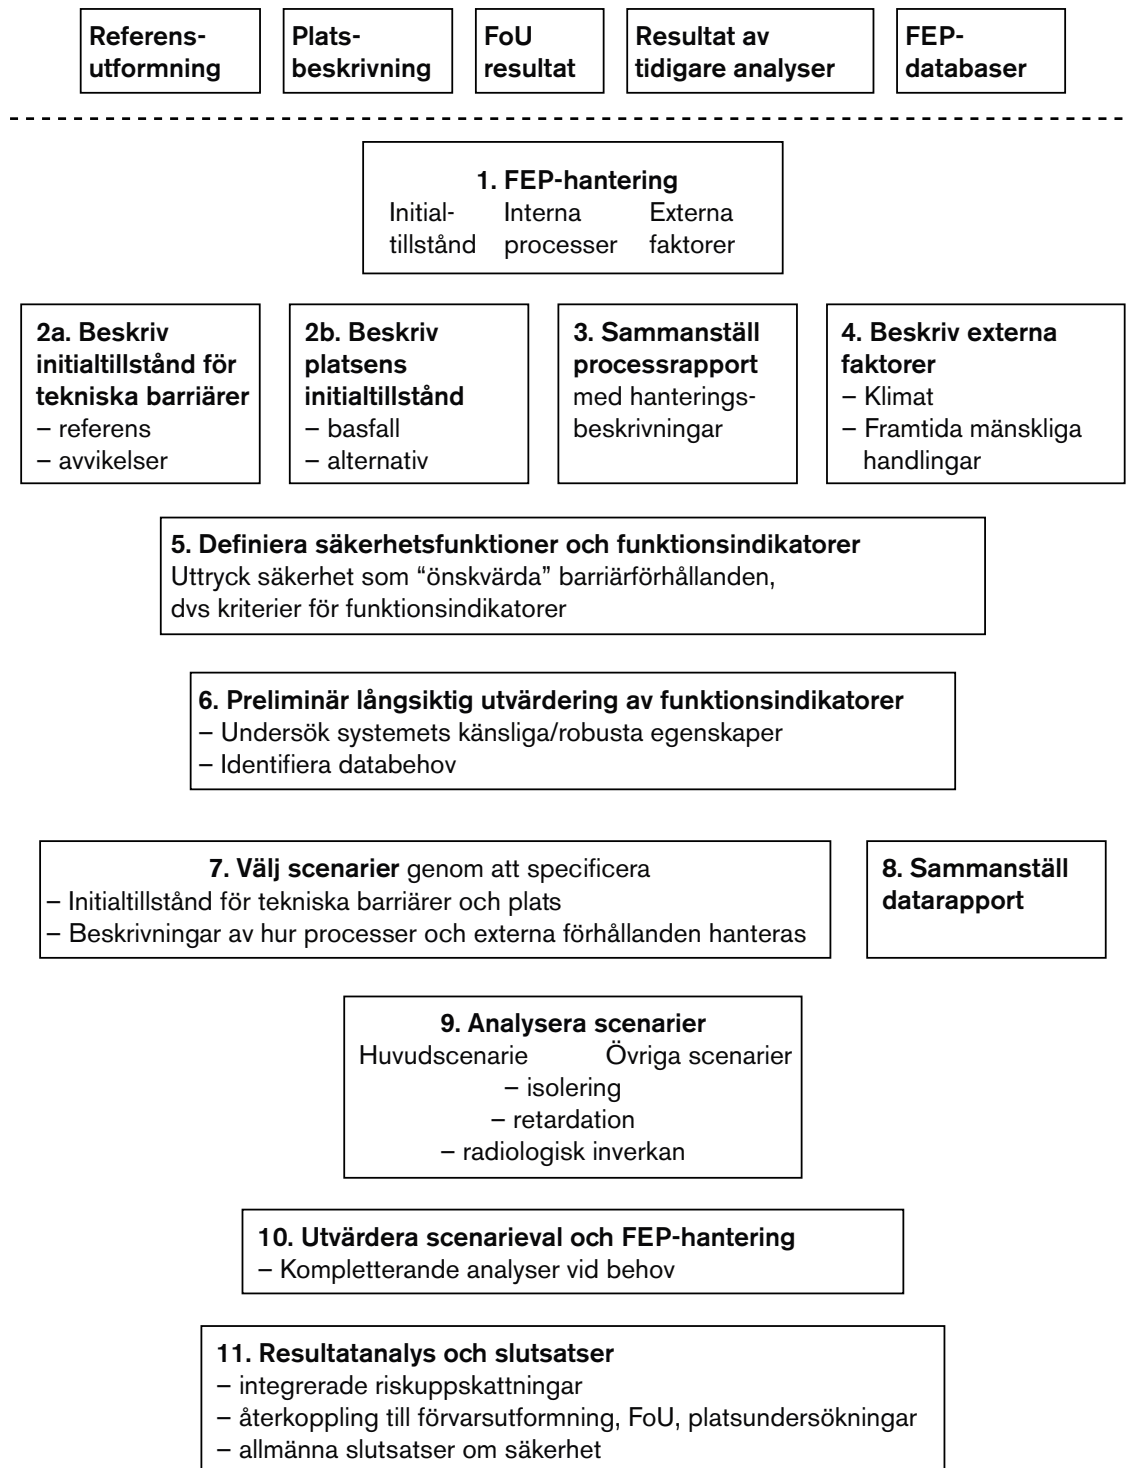 Referens-
utformning
Plats-
beskrivning
FoU
resultat
Resultat av
tidigare analyser
FEP-
databaser
1. FEP-hantering
Initial-
tillstånd
Interna
processer
Externa
faktorer
2a. Beskriv
initialtillstånd för
tekniska barriärer
– referens
– avvikelser
2b. Beskriv
platsens
initialtillstånd
– basfall
– alternativ
3. Sammanställ
processrapport
med hanterings-
beskrivningar
4. Beskriv externa
faktorer
– Klimat
– Framtida mänskliga
handlingar
5. Definiera säkerhetsfunktioner och funktionsindikatorer
Uttryck säkerhet som “önskvärda” barriärförhållanden,
dvs kriterier för funktionsindikatorer
6. Preliminär långsiktig utvärdering av funktionsindikatorer
– Undersök systemets känsliga/robusta egenskaper
– Identifiera databehov
7. Välj scenarier genom att specificera
– Initialtillstånd för tekniska barriärer och plats
– Beskrivningar av hur processer och externa förhållanden hanteras
8. Sammanställ
datarapport
9. Analysera scenarier
Huvudscenarie Övriga scenarier
– isolering
– retardation
– radiologisk inverkan
10. Utvärdera scenarieval och FEP-hantering
– Kompletterande analyser vid behov
11. Resultatanalys och slutsatser
– integrerade riskuppskattningar
– återkoppling till förvarsutformning, FoU, platsundersökningar
– allmänna slutsatser om säkerhet